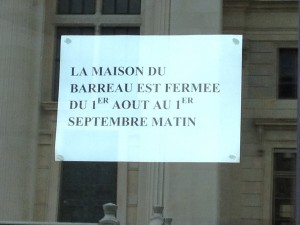 LA MAISON DU
BARREAU EST FERMEE
DU 1ER AOUT AU 1ER
SEPTEMBRE MATIN